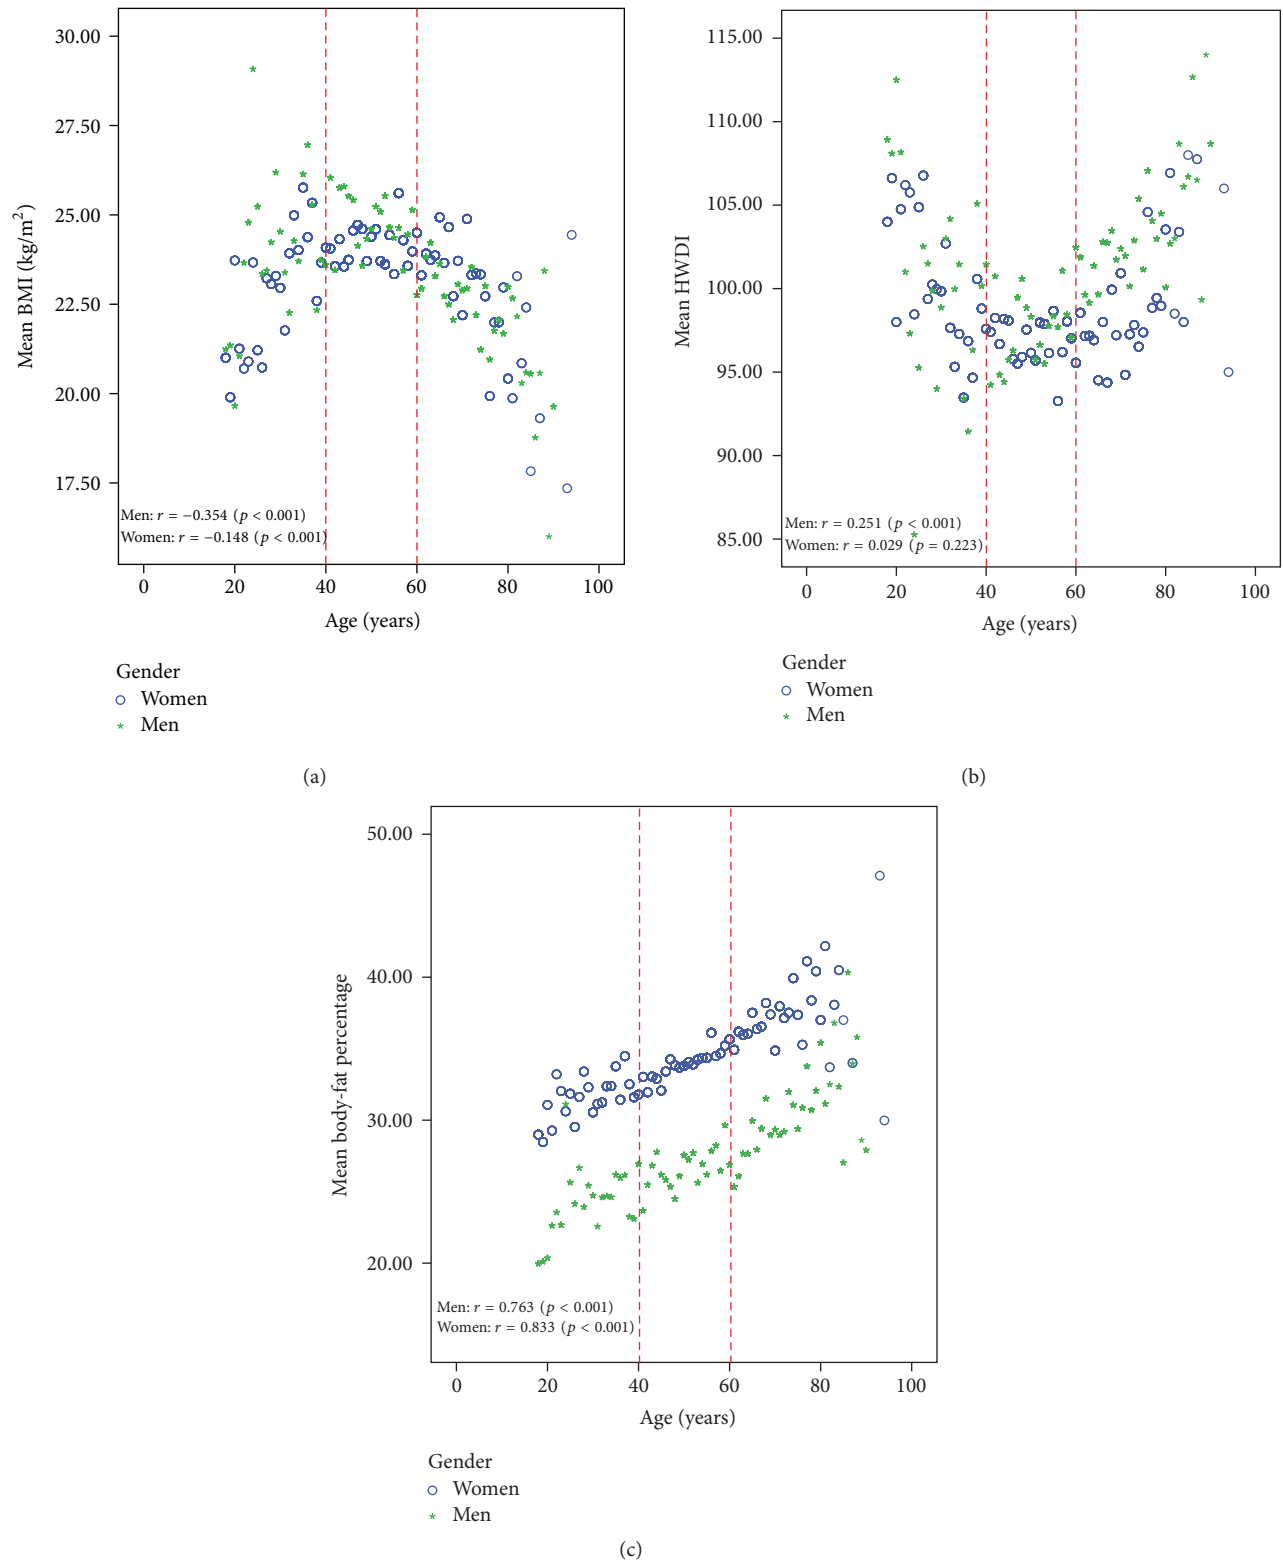 30.00
27.50
25.00
22.50
20.00
17.50
Mean BMI (kg/m²)
Men: r = −0.354 (p < 0.001)
Women: r = −0.148 (p < 0.001)
0 20 40 60 80 100
Age (years)
Gender
Women
Men
(a)
115.00
110.00
105.00
100.00
95.00
90.00
85.00
Mean HWDI
Men: r = 0.251 (p < 0.001)
Women: r = 0.029 (p = 0.223)
0 20 40 60 80 100
Age (years)
Gender
Women
Men
(b)
50.00
40.00
30.00
20.00
Mean body-fat percentage
Men: r = 0.763 (p < 0.001)
Women: r = 0.833 (p < 0.001)
0 20 40 60 80 100
Age (years)
Gender
Women
Men
(c)